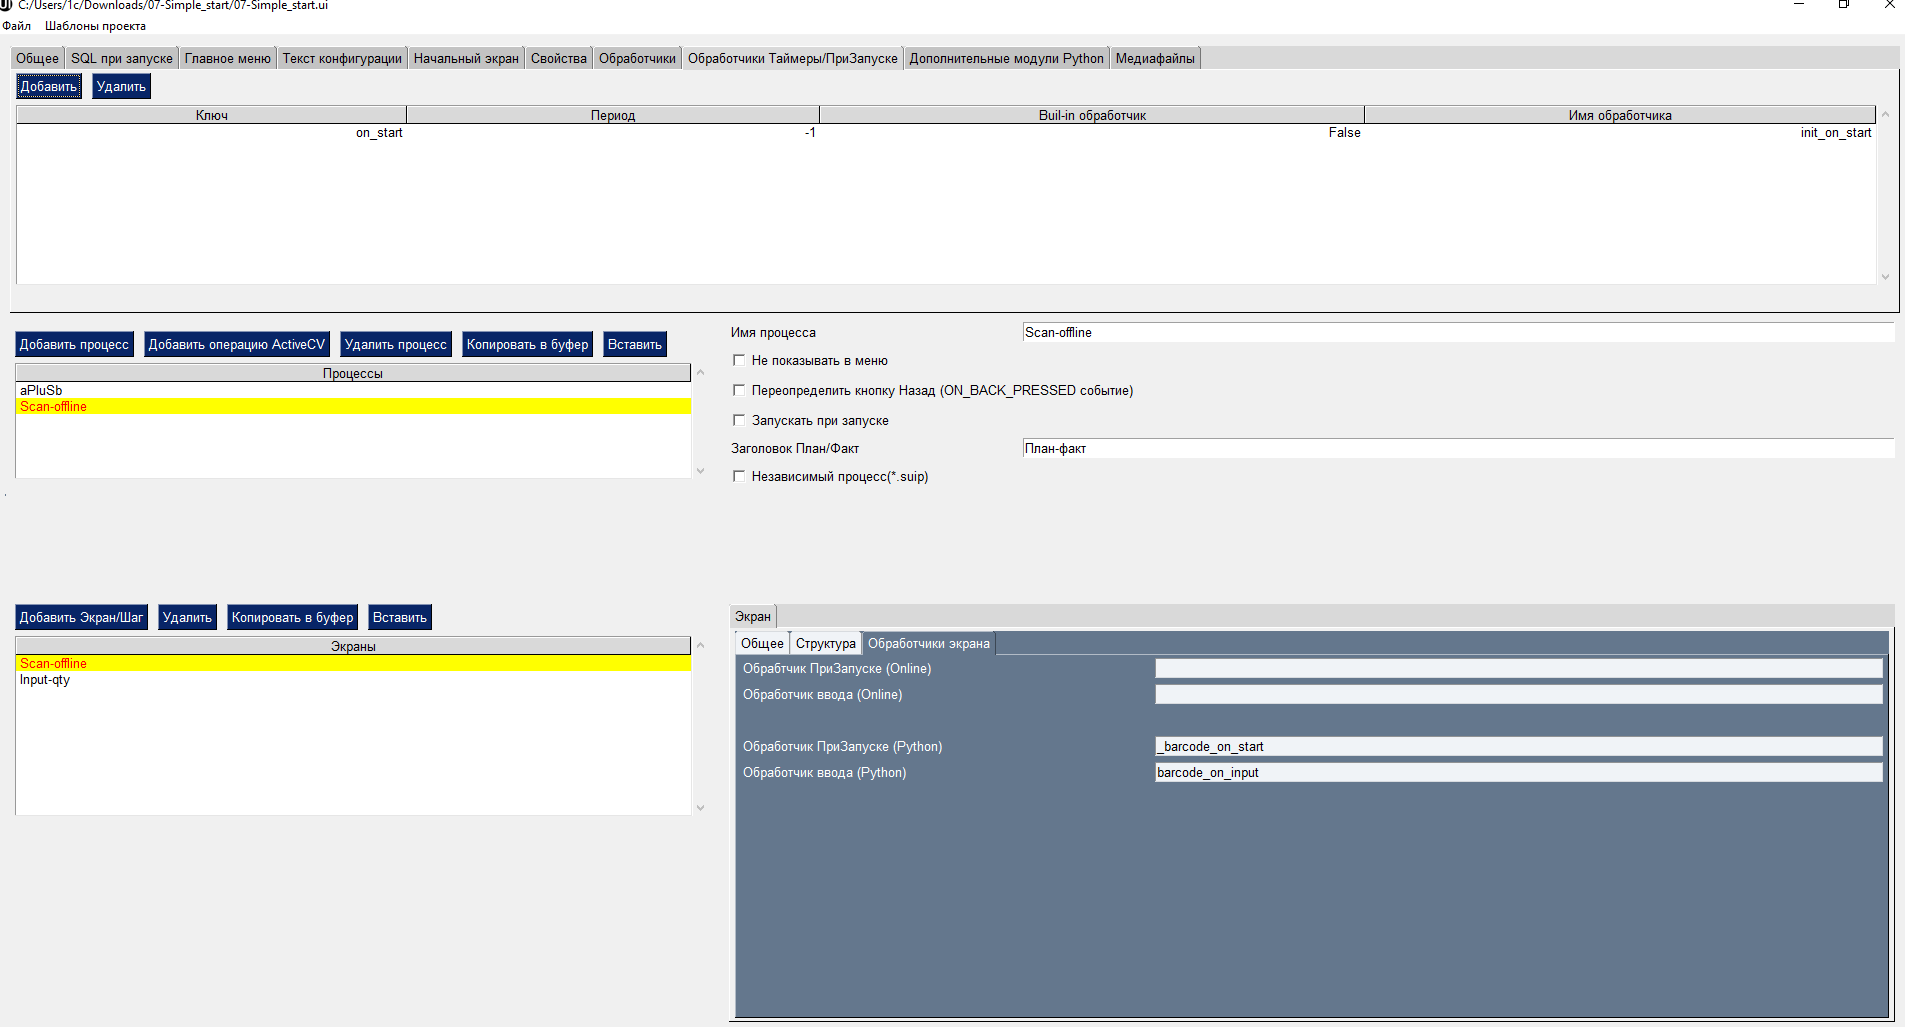 C:/Users/1c/Downloads/07-Simple_start/07-Simple_start.ui
Файл Шаблоны проекта
Общее SQL при запуске Главное меню Текст конфигурации Начальный экран Свойства Обработчики Обработчики Таймеры/ПриЗапуске Дополнительные модули Python Медиафайлы
Добавить Удалить
Ключ Период Buil-in обработчик Имя обработчика
on_start -1 False init_on_start
Добавить процесс Добавить операцию ActiveCV Удалить процесс Копировать в буфер Вставить
Процессы
aPluSb
Scan-offline
Имя процесса Scan-offline
Не показывать в меню
Переопределить кнопку Назад (ON_BACK_PRESSED событие)
Запускать при запуске
Заголовок План/Факт План-факт
Независимый процесс(*.suip)
Добавить Экран/Шаг Удалить Копировать в буфер Вставить
Экраны
Scan-offline
Input-qty
Экран
Общее Структура Обработчики экрана
Обрабтчик ПриЗапуске (Online)
Обработчик ввода (Online)
Обработчик ПриЗапуске (Python) _barcode_on_start
Обработчик ввода (Python) barcode_on_input